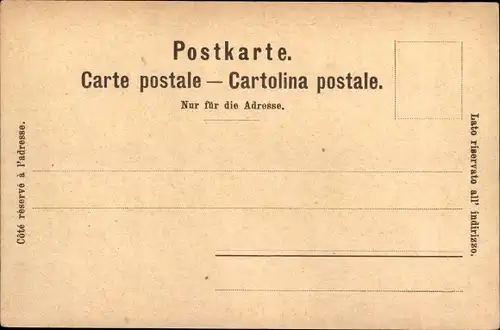 Postkarte.
Carte postale — Cartolina postale.
Nur für die Adresse.
Côté réservé à l'adresse.
Lato riservato all' indirizzo.